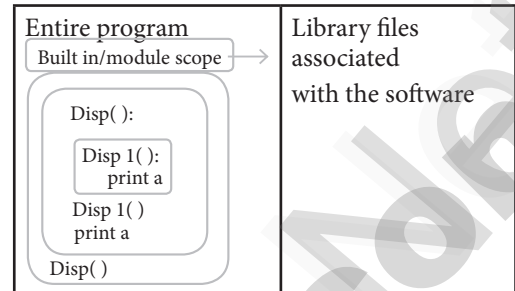 Entire program
Built in/module scope
Disp( ):
Disp 1( ):
print a
Disp 1( )
print a
Disp( )
Library files
associated
with the software